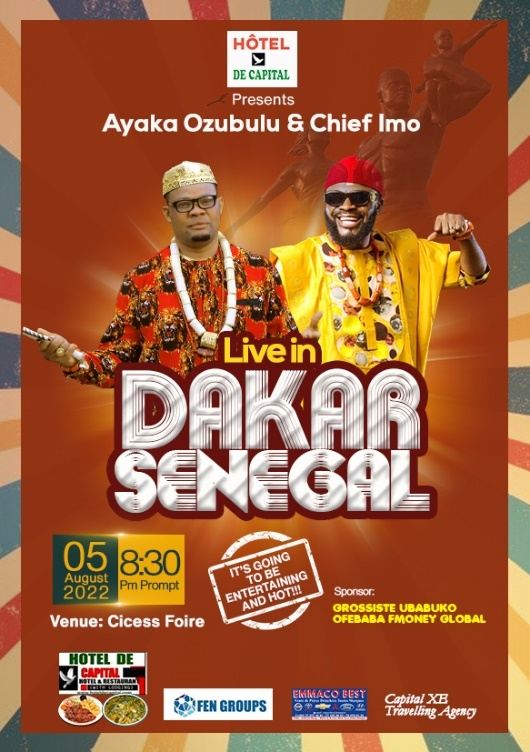 HÔTEL
DE CAPITAL
Presents
Ayaka Ozubulu & Chief Imo
Live in
DAKAR
SENEGAL
05
August
2022
8:30
Pm Prompt
Venue: Cicess Foire
IT'S GOING
TO BE
ENTERTAINING
AND HOT!!!
Sponsor:
GROSSISTE UBABUKO
OFEBABA FMONEY GLOBAL
HOTEL DE
CAPITAL
HOTEL & RESTAURANT
(WITH LODGING)
FEN GROUPS
EMMACO BEST
Capital XE
Travelling Agency